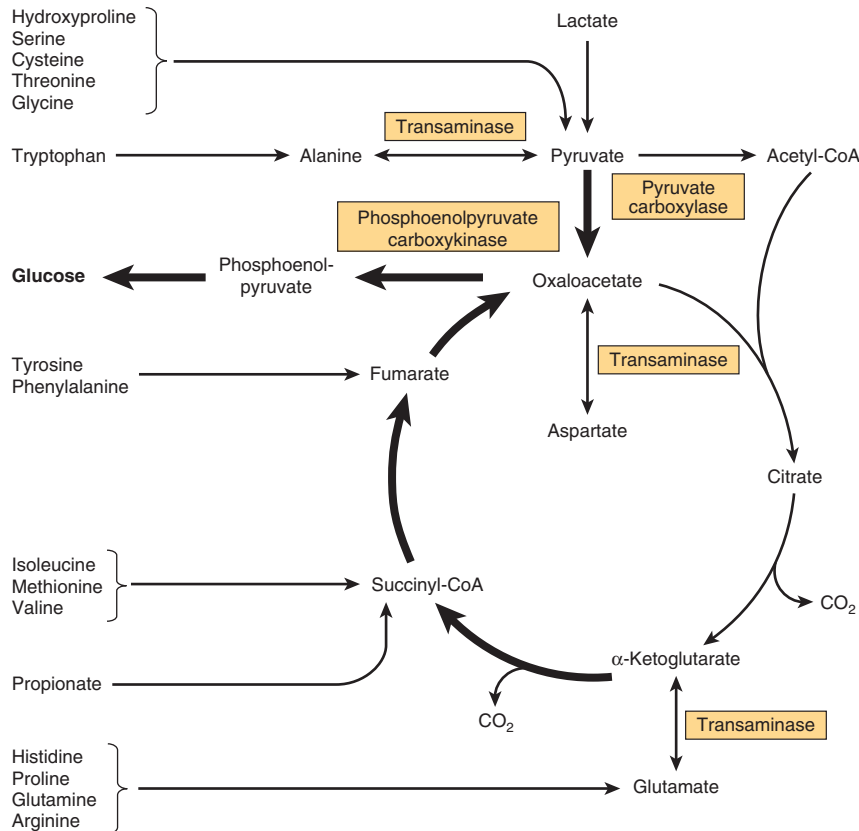 Hydroxyproline
Serine
Cysteine
Threonine
Glycine
Lactate
Transaminase
Tryptophan
Alanine
Pyruvate
Acetyl-CoA
Pyruvate
carboxylase
Phosphoenolpyruvate
carboxykinase
Glucose
Phosphoenol-
pyruvate
Oxaloacetate
Tyrosine
Phenylalanine
Fumarate
Transaminase
Aspartate
Citrate
Isoleucine
Methionine
Valine
Succinyl-CoA
CO₂
α-Ketoglutarate
Propionate
CO₂
Transaminase
Histidine
Proline
Glutamine
Arginine
Glutamate